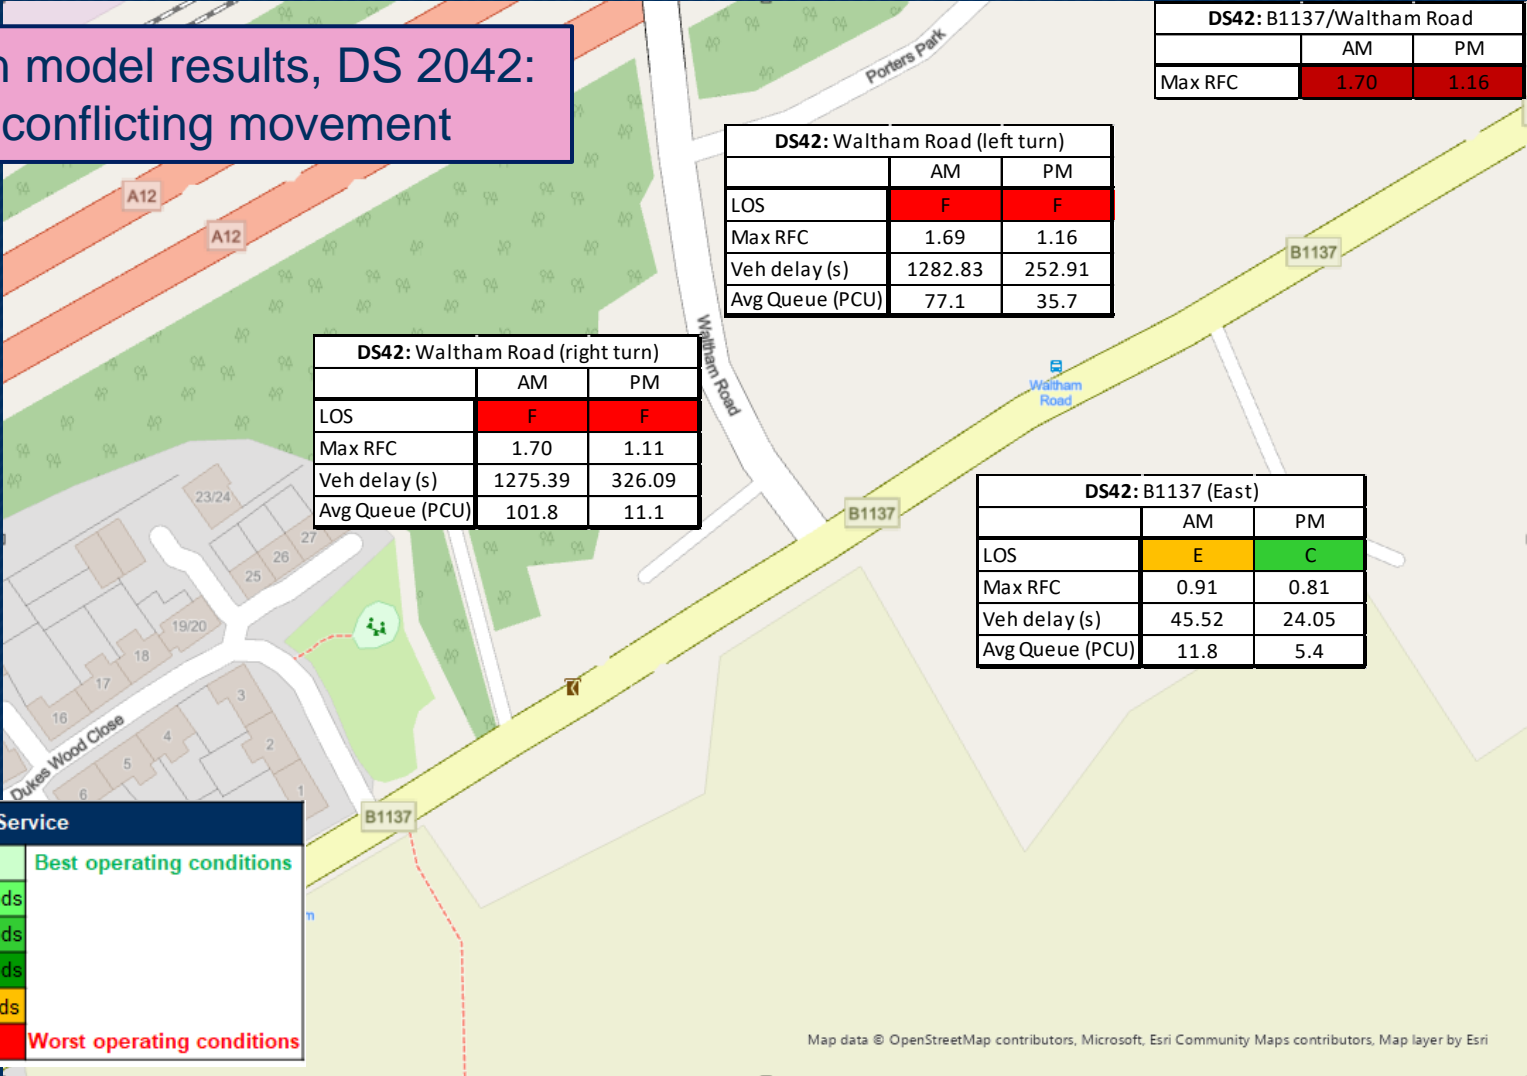 model results, DS 2042:
conflicting movement
DS42: B1137/Waltham Road
AM PM
Max RFC 1.70 1.16
Porters Park
DS42: Waltham Road (left turn)
AM PM
LOS F F
Max RFC 1.69 1.16
Veh delay (s) 1282.83 252.91
Avg Queue (PCU) 77.1 35.7
A12
A12
B1137
DS42: Waltham Road (right turn)
AM PM
LOS F F
Max RFC 1.70 1.11
Veh delay (s) 1275.39 326.09
Avg Queue (PCU) 101.8 11.1
Waltham Road
Waltham
Road
B1137
DS42: B1137 (East)
AM PM
LOS E C
Max RFC 0.91 0.81
Veh delay (s) 45.52 24.05
Avg Queue (PCU) 11.8 5.4
23/24
27
26
25
19/20
18
17
16
3
4
2
5
6
1
Dukes Wood Close
B1137
Service
Best operating conditions
ds
ds
ds
ds
Worst operating conditions
Map data © OpenStreetMap contributors, Microsoft, Esri Community Maps contributors, Map layer by Esri